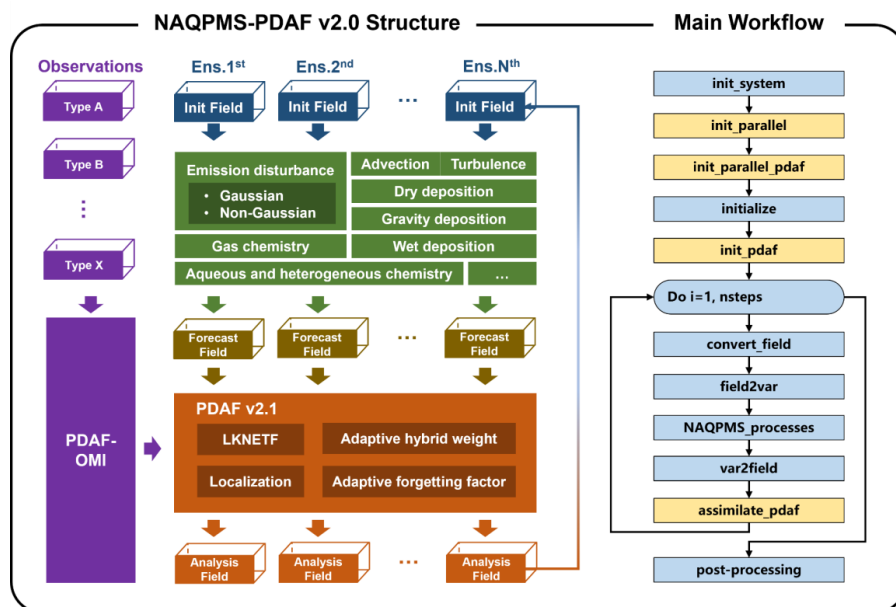 NAQPMS-PDAF v2.0 Structure
Main Workflow
Observations
Type A
Type B
⋮
Type X
PDAF-
OMI
Ens.1st
Ens.2nd
Ens.Nth
Init Field
Init Field
...
Init Field
Emission disturbance
• Gaussian
• Non-Gaussian
Advection
Turbulence
Dry deposition
Gravity deposition
Gas chemistry
Wet deposition
Aqueous and heterogeneous chemistry
...
Forecast
Field
Forecast
Field
...
Forecast
Field
PDAF v2.1
LKNETF
Adaptive hybrid weight
Localization
Adaptive forgetting factor
Analysis
Field
Analysis
Field
...
Analysis
Field
init_system
init_parallel
init_parallel_pdaf
initialize
init_pdaf
Do i=1, nsteps
convert_field
field2var
NAQPMS_processes
var2field
assimilate_pdaf
post-processing